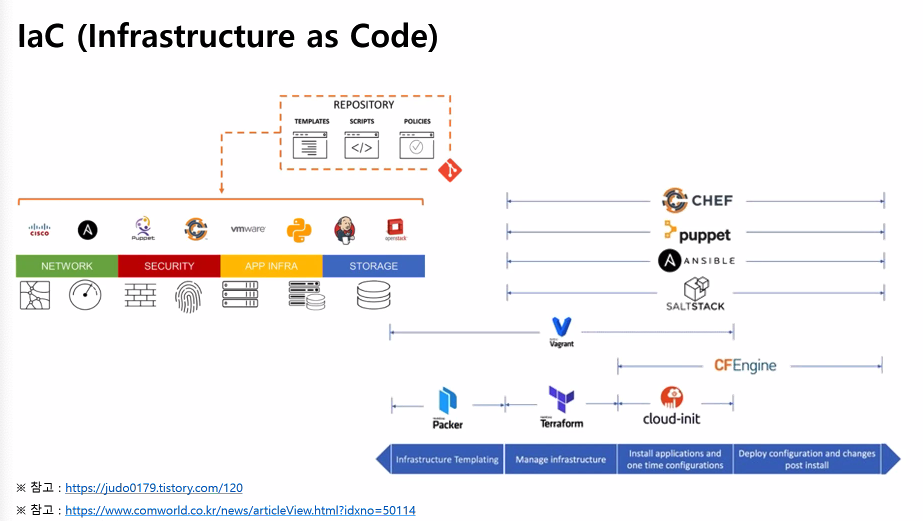 IaC (Infrastructure as Code)
REPOSITORY
TEMPLATES SCRIPTS POLICIES
</>
CISCO
A
Puppet
vmware
openstack
NETWORK SECURITY APP INFRA STORAGE
CHEF
puppet
ANSIBLE
SALTSTACK
Vagrant
CFEngine
Packer
Terraform
cloud-init
Infrastructure Templating
Manage infrastructure
Install applications and
one time configurations
Deploy configuration and changes
post install
※ 참고 : https://judo0179.tistory.com/120
※ 참고 : https://www.comworld.co.kr/news/articleView.html?idxno=50114